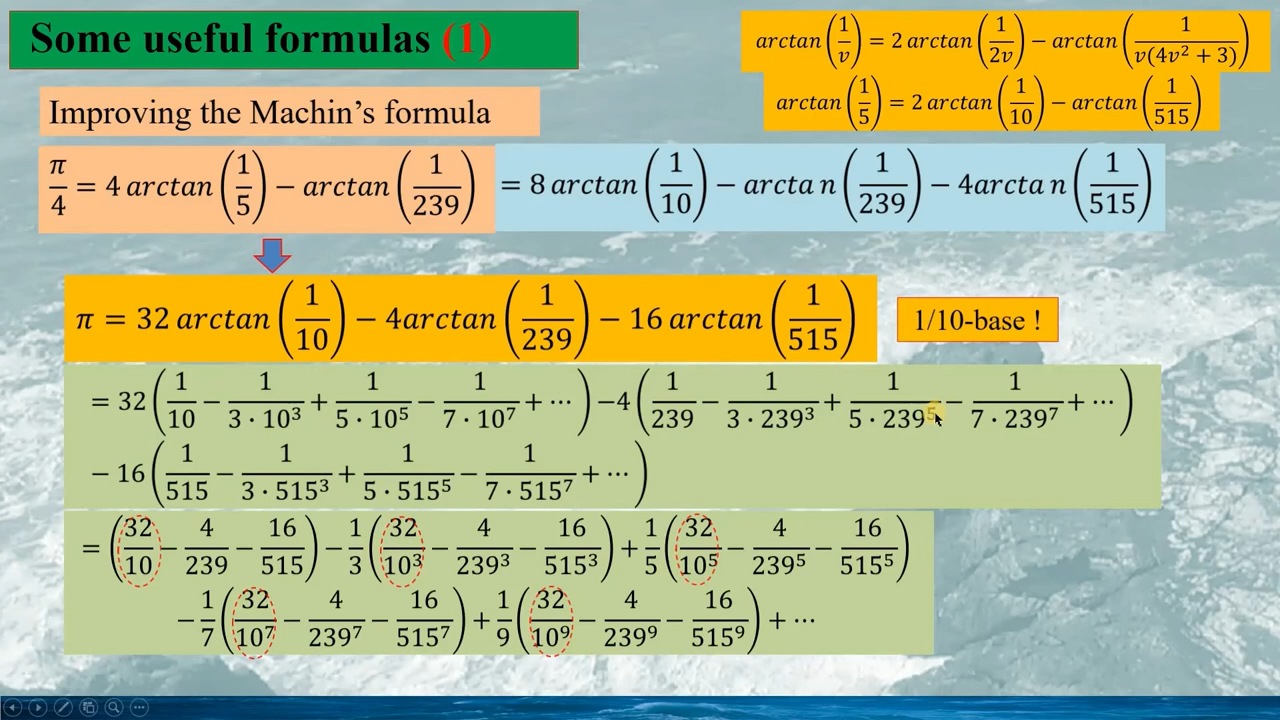 Some useful formulas (1)
arctan(1/v) = 2 arctan(1/2v) − arctan(1/v(4v² + 3))
arctan(1/5) = 2 arctan(1/10) − arctan(1/515)
Improving the Machin's formula
π/4 = 4 arctan(1/5) − arctan(1/239) = 8 arctan(1/10) − arcta n(1/239) − 4arcta n(1/515)
π = 32 arctan(1/10) − 4arctan(1/239) − 16 arctan(1/515)
1/10-base !
= 32(1/10 − 1/3·10³ + 1/5·10⁵ − 1/7·10⁷ + ⋯) −4(1/239 − 1/3·239³ + 1/5·239⁵ − 1/7·239⁷ + ⋯)
− 16(1/515 − 1/3·515³ + 1/5·515⁵ − 1/7·515⁷ + ⋯)
= (32/10 − 4/239 − 16/515) − 1/3(32/10³ − 4/239³ − 16/515³) + 1/5(32/10⁵ − 4/239⁵ − 16/515⁵)
− 1/7(32/10⁷ − 4/239⁷ − 16/515⁷) + 1/9(32/10⁹ − 4/239⁹ − 16/515⁹) + ⋯